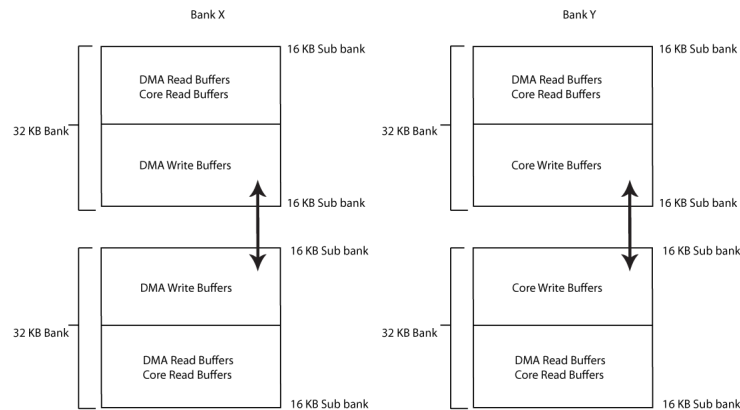 Bank X
16 KB Sub bank
DMA Read Buffers
Core Read Buffers
32 KB Bank
DMA Write Buffers
16 KB Sub bank
16 KB Sub bank
DMA Write Buffers
32 KB Bank
DMA Read Buffers
Core Read Buffers
16 KB Sub bank
Bank Y
16 KB Sub bank
DMA Read Buffers
Core Read Buffers
32 KB Bank
Core Write Buffers
16 KB Sub bank
16 KB Sub bank
Core Write Buffers
32 KB Bank
DMA Read Buffers
Core Read Buffers
16 KB Sub bank